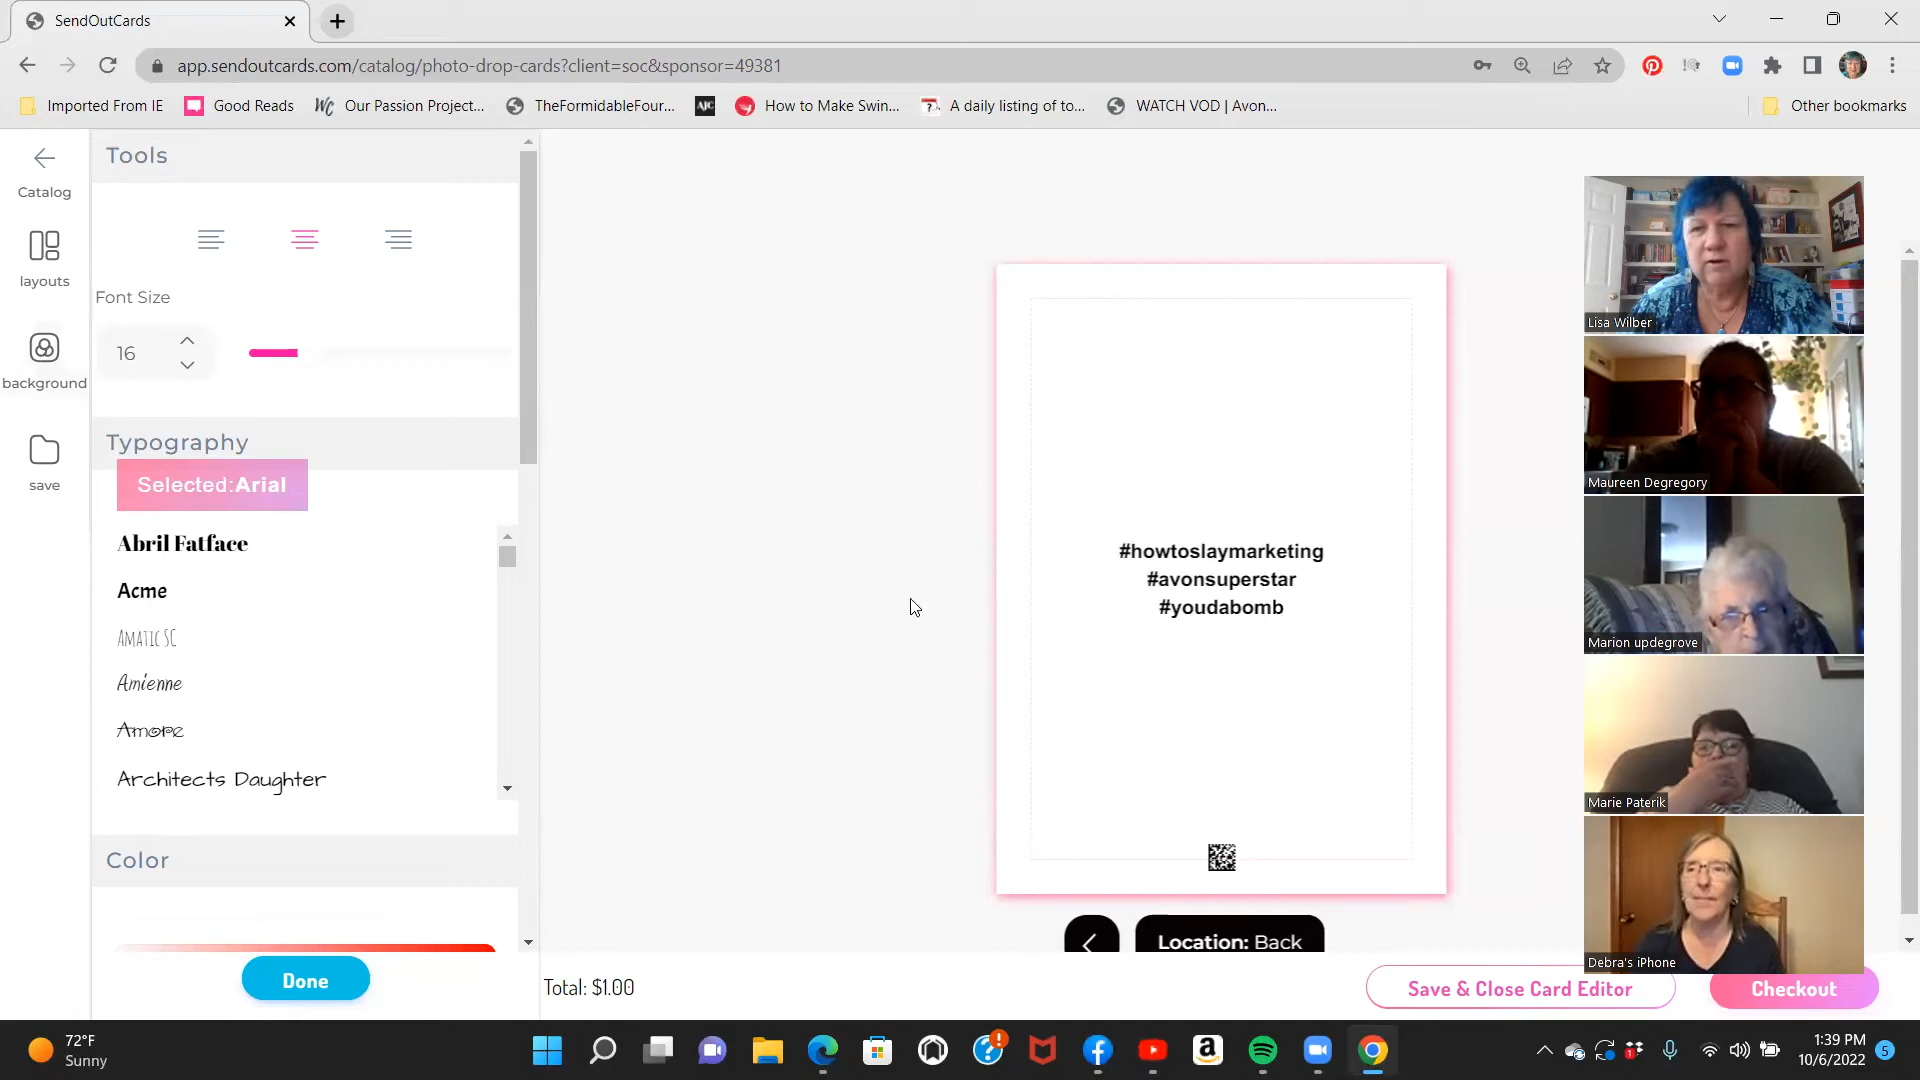 SendOutCards
app.sendoutcards.com/catalog/photo-drop-cards?client=soc&sponsor=49381
Imported From IE
Good Reads
Our Passion Project...
TheFormidableFour...
AJC
How to Make Swin...
A daily listing of to...
WATCH VOD | Avon...
Other bookmarks
Catalog
layouts
background
save
Tools
Font Size
16
Typography
Selected:Arial
Abril Fatface
Acme
Amatic SC
Amienne
Amore
Architects Daughter
Color
Done
#howtoslaymarketing
#avonsuperstar
#youdabomb
Location: Back
Total: $1.00
Save & Close Card Editor
Checkout
Lisa Wilber
Maureen Degregory
Marion updegrove
Marie Paterik
Debra's iPhone
72°F
Sunny
1:39 PM
10/6/2022
5